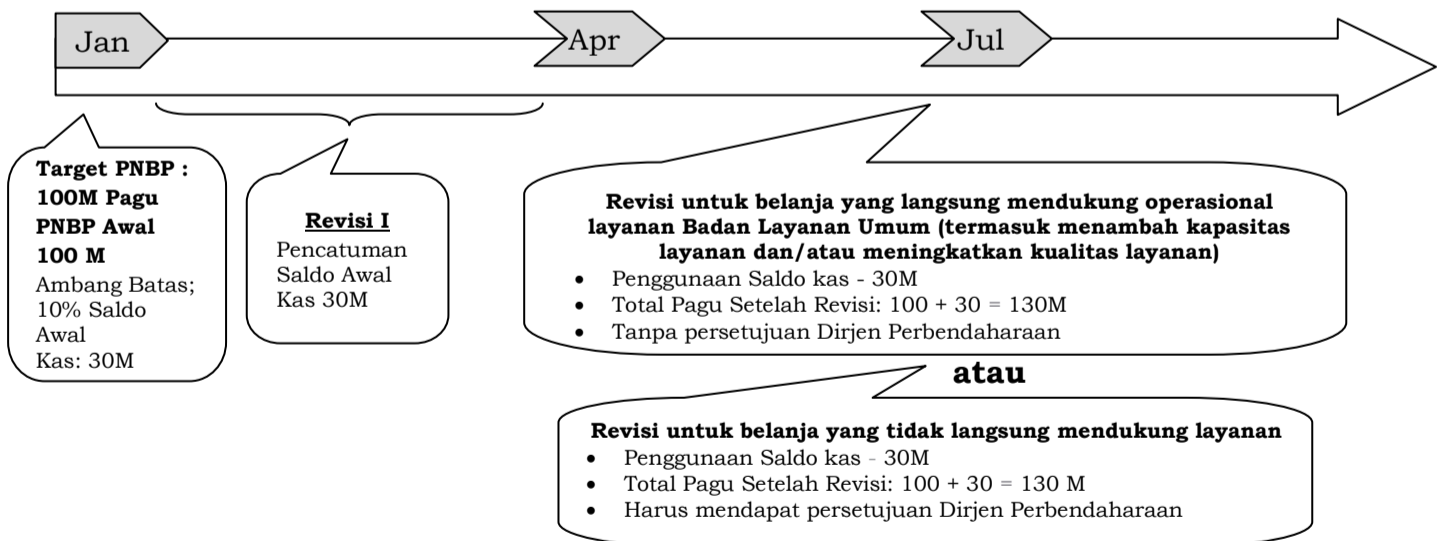 Jan
Apr
Jul
Target PNBP :
100M Pagu
PNBP Awal
100 M
Ambang Batas;
10% Saldo
Awal
Kas: 30M
Revisi I
Pencatuman
Saldo Awal
Kas 30M
Revisi untuk belanja yang langsung mendukung operasional
layanan Badan Layanan Umum (termasuk menambah kapasitas
layanan dan/atau meningkatkan kualitas layanan)
• Penggunaan Saldo kas - 30M
• Total Pagu Setelah Revisi: 100 + 30 = 130M
• Tanpa persetujuan Dirjen Perbendaharaan
atau
Revisi untuk belanja yang tidak langsung mendukung layanan
• Penggunaan Saldo kas - 30M
• Total Pagu Setelah Revisi: 100 + 30 = 130 M
• Harus mendapat persetujuan Dirjen Perbendaharaan